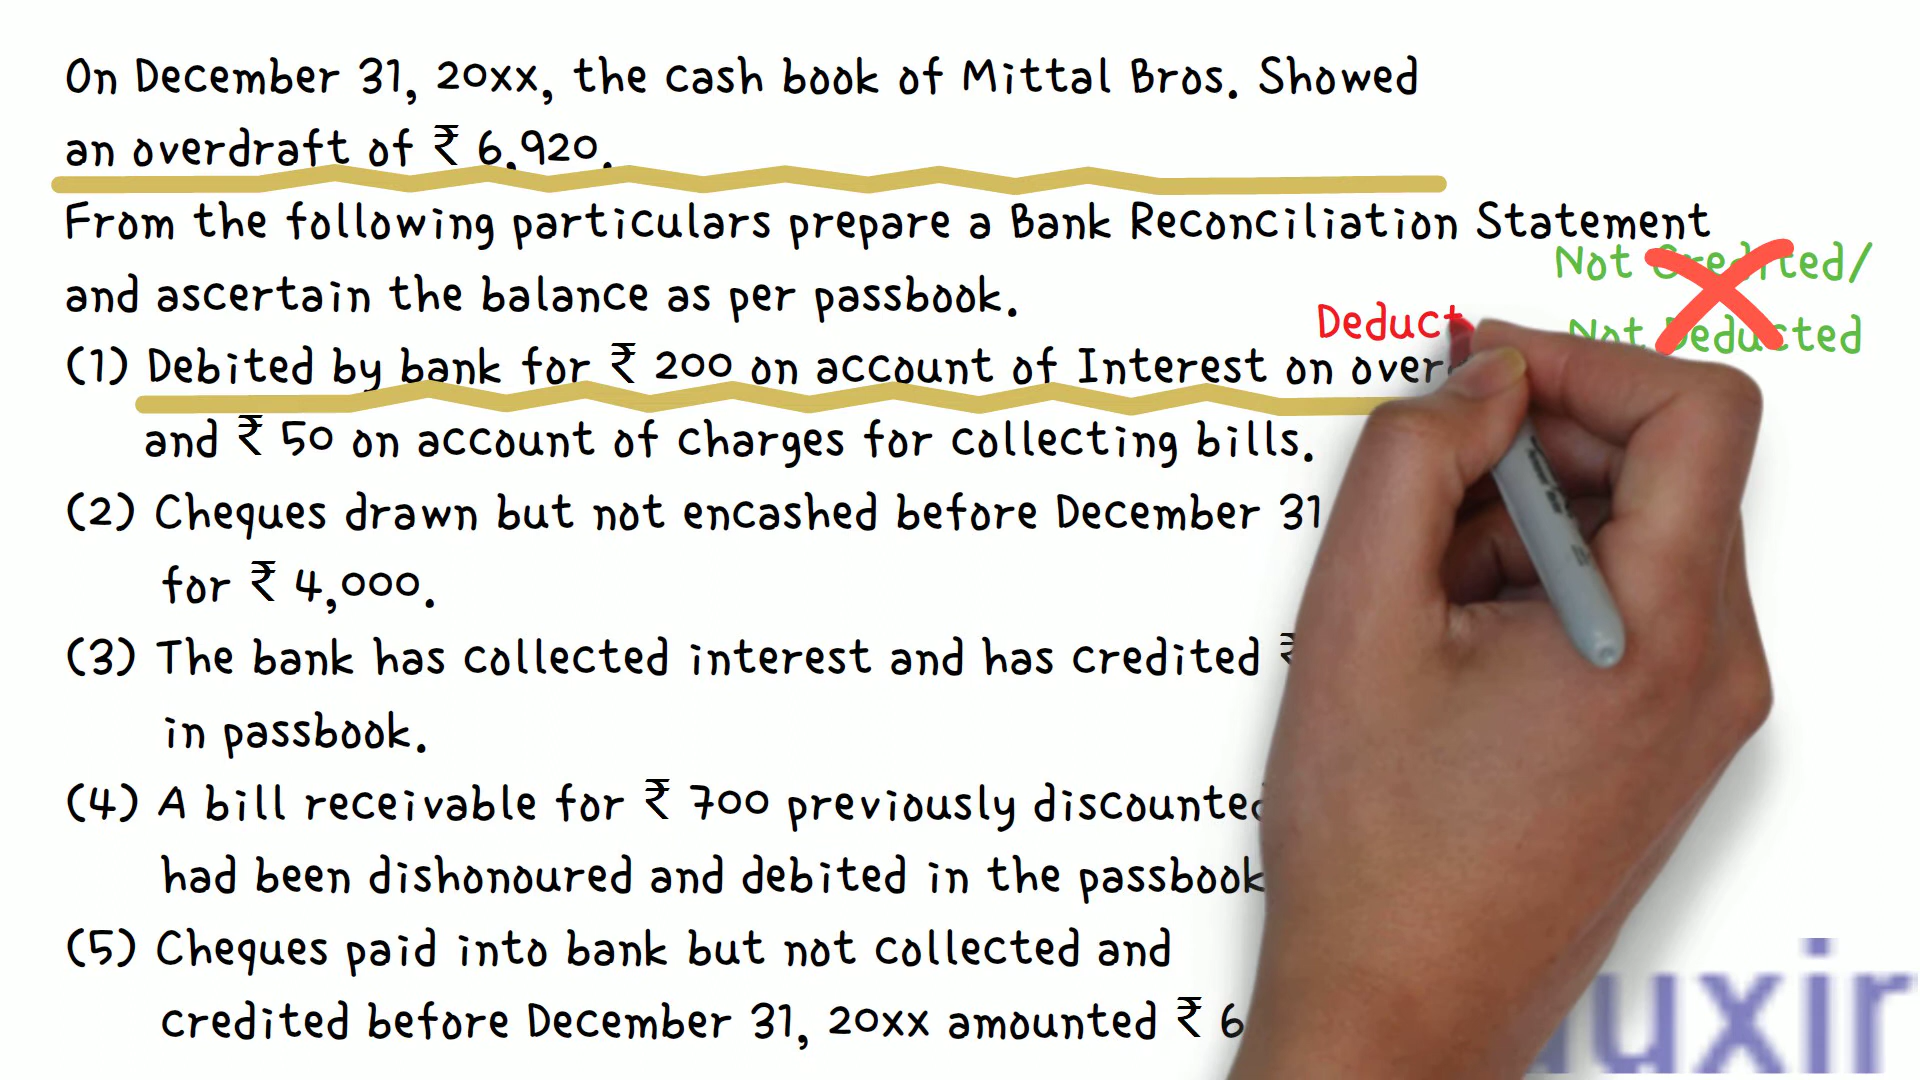 On December 31, 20xx, the cash book of Mittal Bros. Showed
an overdraft of ₹ 6,920.
From the following particulars prepare a Bank Reconciliation Statement
Not Credited/
and ascertain the balance as per passbook.
Deduct
Not Deducted
(1) Debited by bank for ₹ 200 on account of Interest on
and ₹ 50 on account of charges for collecting bills.
(2) Cheques drawn but not encashed before December 31
for ₹ 4,000.
(3) The bank has collected interest and has credited ₹
in passbook.
(4) A bill receivable for ₹ 700 previously discounted
had been dishonoured and debited in the passbook
(5) Cheques paid into bank but not collected and
credited before December 31, 20xx amounted ₹